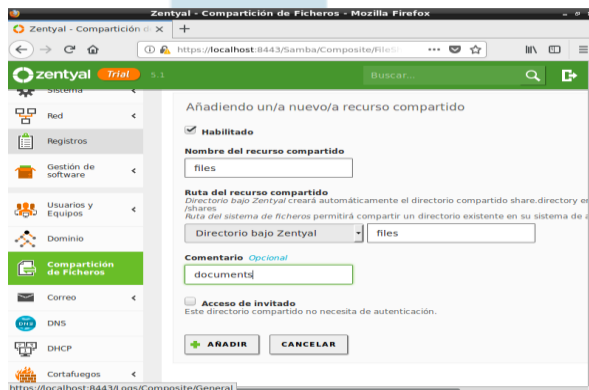 Zentyal - Compartición de Ficheros - Mozilla Firefox
Zentyal - Compartición d
https://localhost:8443/Samba/Composite/FileS
zentyal Trial 5.1
Buscar...
Sistema
Red
Registros
Gestión de
software
Usuarios y
Equipos
Dominio
Compartición
de Ficheros
Correo
DNS
DHCP
Cortafuegos
Añadiendo un/a nuevo/a recurso compartido
Habilitado
Nombre del recurso compartido
files
Ruta del recurso compartido
Directorio bajo Zentyal creará automáticamente el directorio compartido share.directory en
/shares
Ruta del sistema de ficheros permitirá compartir un directorio existente en su sistema de a
Directorio bajo Zentyal files
Comentario Opcional
documents
Acceso de invitado
Este directorio compartido no necesita de autenticación.
AÑADIR CANCELAR
https://localhost:8443/Logs/Composite/General